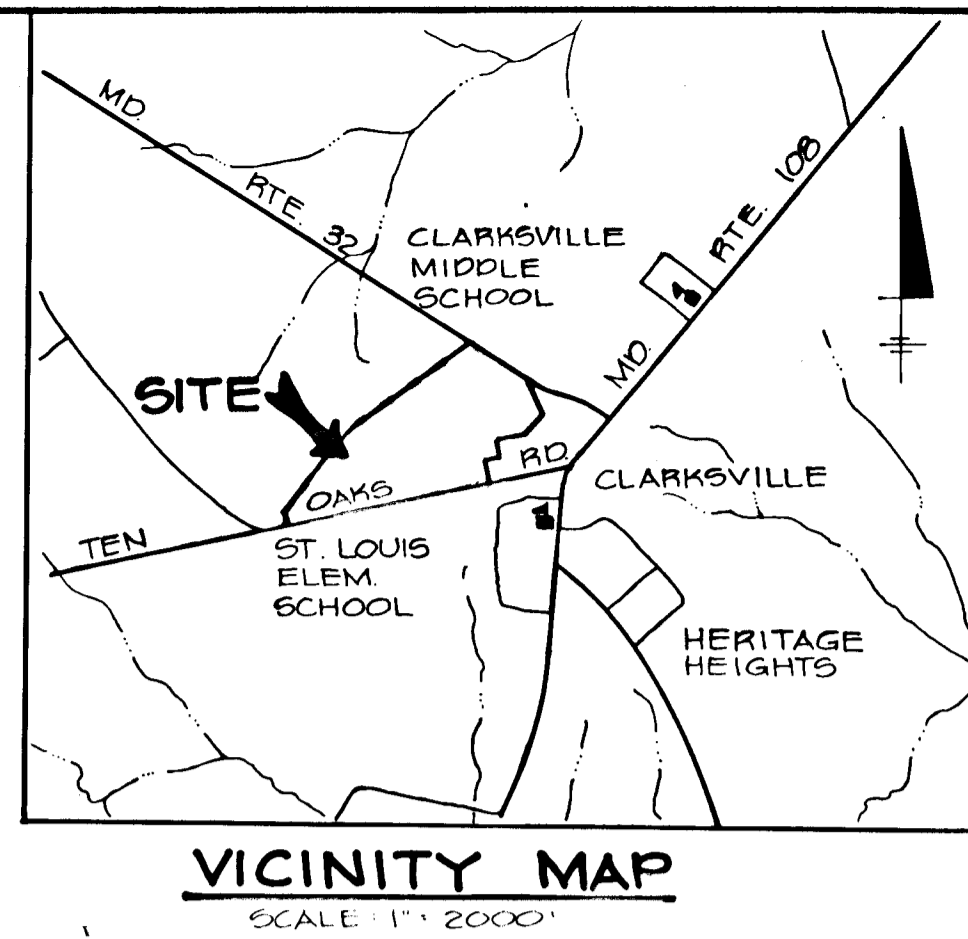 MD. RTE. 32
MD. RTE. 108
CLARKSVILLE
MIDDLE
SCHOOL
SITE
TEN OAKS RD.
CLARKSVILLE
ST. LOUIS
ELEM.
SCHOOL
HERITAGE
HEIGHTS
VICINITY MAP
SCALE : 1" : 2000'